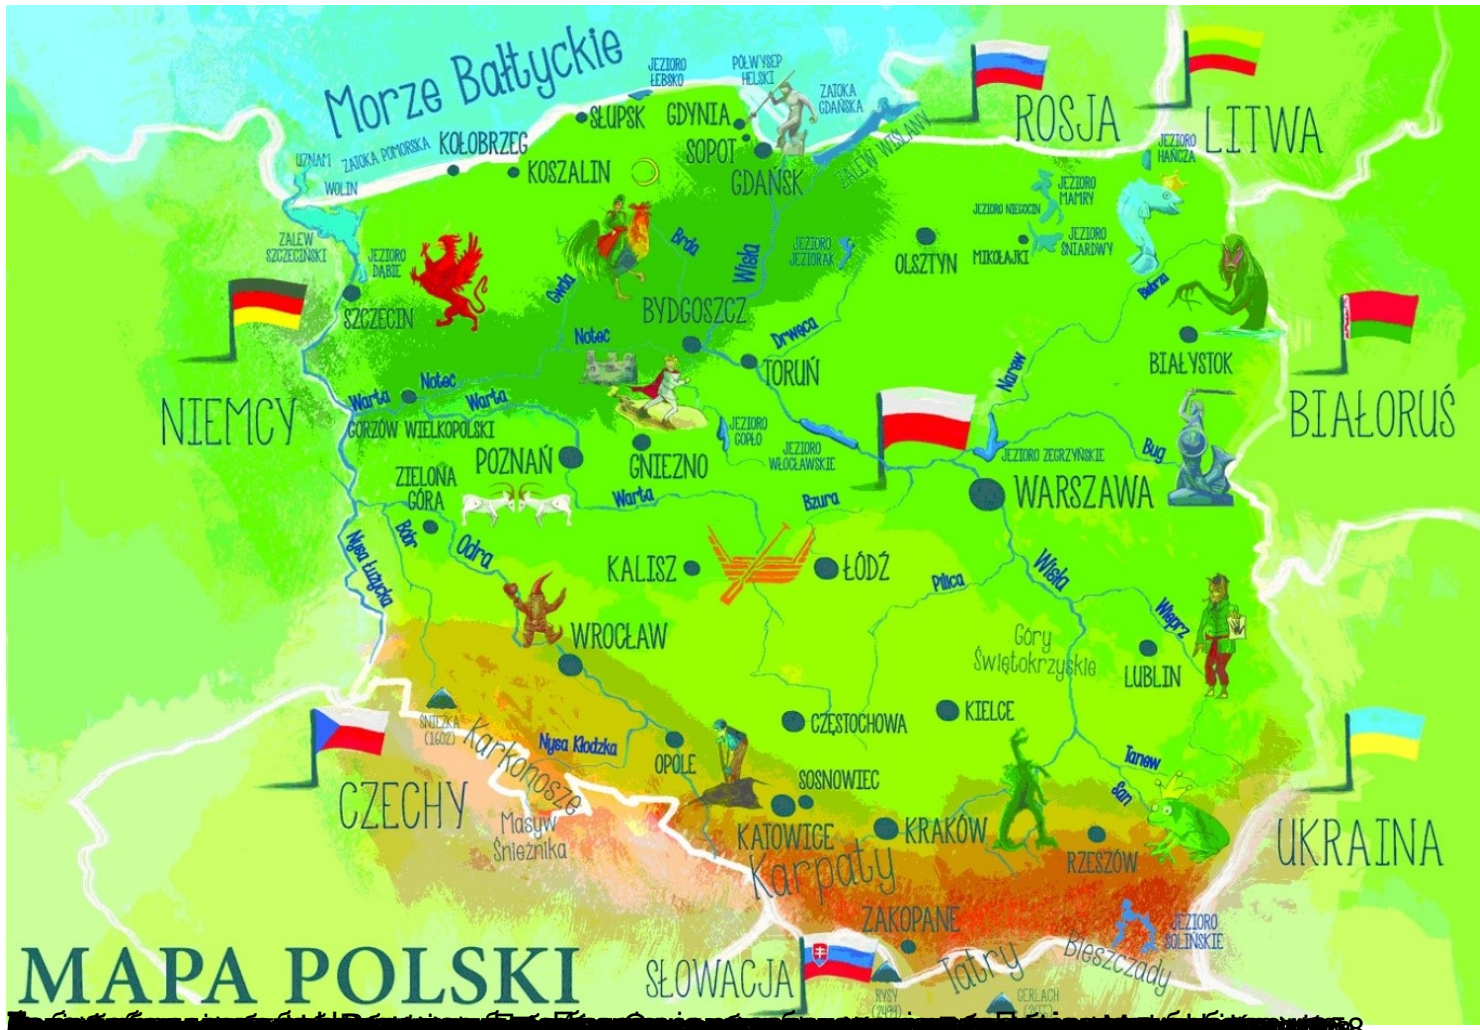 Morze Bałtyckie
JEZIORO
ŁEBSKO
PÓŁWYSEP
HELSKI
ZATOKA
GDAŃSKA
ROSJA
LITWA
SŁUPSK
GDYNIA
SOPOT
GDAŃSK
ZALEW WIŚLANY
UZNAM
ZATOKA POMORSKA
KOŁOBRZEG
WOLIN
KOSZALIN
JEZIORO
HAŃCZA
JEZIORO
MAMRY
JEZIORO NIEGOCIN
ZALEW
SZCZECIŃSKI
JEZIORO
DĄBIE
Brda
Wisła
JEZIORO
JEZIORAK
OLSZTYN
MIKOŁAJKI
JEZIORO
ŚNIARDWY
Gwda
Biebrza
SZCZECIN
BYDGOSZCZ
Noteć
Drwęca
BIAŁYSTOK
TORUŃ
Narew
Noteć
Warta
Warta
NIEMCY
GORZÓW WIELKOPOLSKI
BIAŁORUŚ
JEZIORO
GOPŁO
JEZIORO
WŁOCŁAWSKIE
JEZIORO ZEGRZYŃSKIE
Bug
POZNAŃ
GNIEZNO
ZIELONA
GÓRA
Warta
Bzura
WARSZAWA
Bóbr
Odra
Nysa Łużycka
KALISZ
ŁÓDŹ
Pilica
Wisła
Wieprz
WROCŁAW
Góry
Świętokrzyskie
LUBLIN
ŚNIEŻKA
(1602)
Karkonosze
Nysa Kłodzka
CZĘSTOCHOWA
KIELCE
OPOLE
Tanew
San
SOSNOWIEC
CZECHY
Masyw
Śnieżnika
KATOWICE
KRAKÓW
RZESZÓW
UKRAINA
Karpaty
ZAKOPANE
JEZIORO
SOLIŃSKIE
MAPA POLSKI
SŁOWACJA
RYSY
(2499)
Tatry
Bieszczady
GERLACH
(2655)